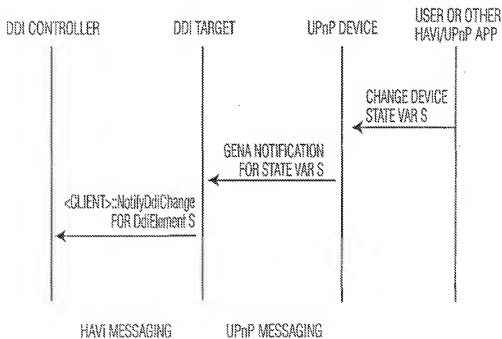 DDI CONTROLLER
DDI TARGET
UPnP DEVICE
USER OR OTHER
HAVi/UPnP APP
CHANGE DEVICE
STATE VAR S
GENA NOTIFICATION
FOR STATE VAR S
<CLIENT>::NotifyDdiChange
FOR DdiElement S
HAVi MESSAGING
UPnP MESSAGING